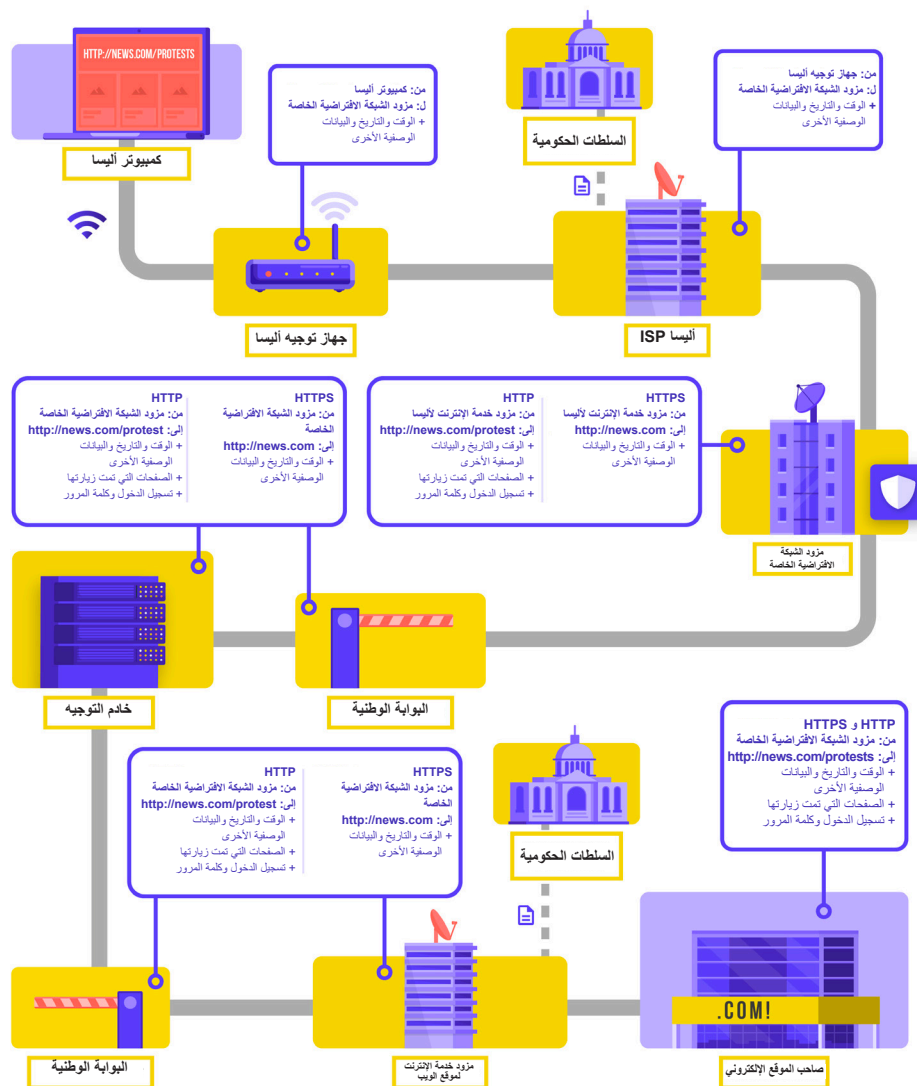 HTTP://NEWS.COM/PROTESTS
كمبيوتر أليسا
من: كمبيوتر أليسا
ل: مزود الشبكة الافتراضية الخاصة
+ الوقت والتاريخ والبيانات
الوصفية الأخرى
جهاز توجيه أليسا
السلطات الحكومية
من: جهاز توجيه أليسا
ل: مزود الشبكة الافتراضية الخاصة
+ الوقت والتاريخ والبيانات
الوصفية الأخرى
أليسا ISP
HTTPS
من: مزود خدمة الإنترنت لأليسا
إلى: http://news.com
+ الوقت والتاريخ والبيانات
الوصفية الأخرى
HTTP
من: مزود خدمة الإنترنت لأليسا
إلى: http://news.com/protest
+ الوقت والتاريخ والبيانات
الوصفية الأخرى
+ الصفحات التي تمت زيارتها
+ تسجيل الدخول وكلمة المرور
مزود الشبكة
الافتراضية الخاصة
HTTPS
من: مزود الشبكة الافتراضية
الخاصة
إلى: http://news.com
+ الوقت والتاريخ والبيانات
الوصفية الأخرى
HTTP
من: مزود الشبكة الافتراضية الخاصة
إلى: http://news.com/protest
+ الوقت والتاريخ والبيانات
الوصفية الأخرى
+ الصفحات التي تمت زيارتها
+ تسجيل الدخول وكلمة المرور
البوابة الوطنية
خادم التوجيه
HTTPS
من: مزود الشبكة الافتراضية
الخاصة
إلى: http://news.com
+ الوقت والتاريخ والبيانات
الوصفية الأخرى
HTTP
من: مزود الشبكة الافتراضية الخاصة
إلى: http://news.com/protest
+ الوقت والتاريخ والبيانات
الوصفية الأخرى
+ الصفحات التي تمت زيارتها
+ تسجيل الدخول وكلمة المرور
البوابة الوطنية
مزود خدمة الإنترنت
لموقع الويب
السلطات الحكومية
HTTP و HTTPS
من: مزود الشبكة الافتراضية الخاصة
إلى: http://news.com/protests
+ الوقت والتاريخ والبيانات
الوصفية الأخرى
+ الصفحات التي تمت زيارتها
+ تسجيل الدخول وكلمة المرور
.COM!
صاحب الموقع الإلكتروني